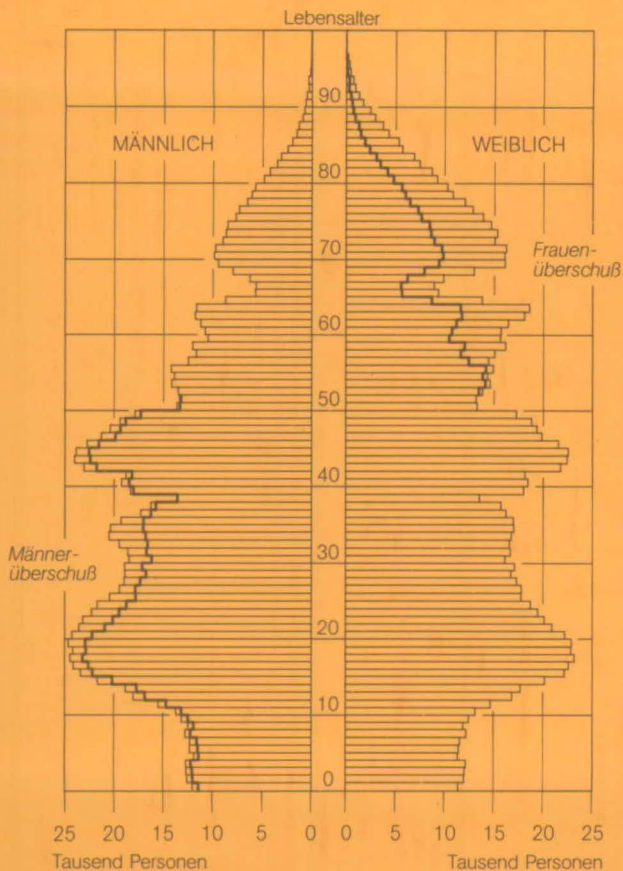 Lebensalter
MÄNNLICH
WEIBLICH
90
80
70
60
50
40
30
20
10
0
Frauen-
überschuß
Männer-
überschuß
25 20 15 10 5 0 0 5 10 15 20 25
Tausend Personen Tausend Personen